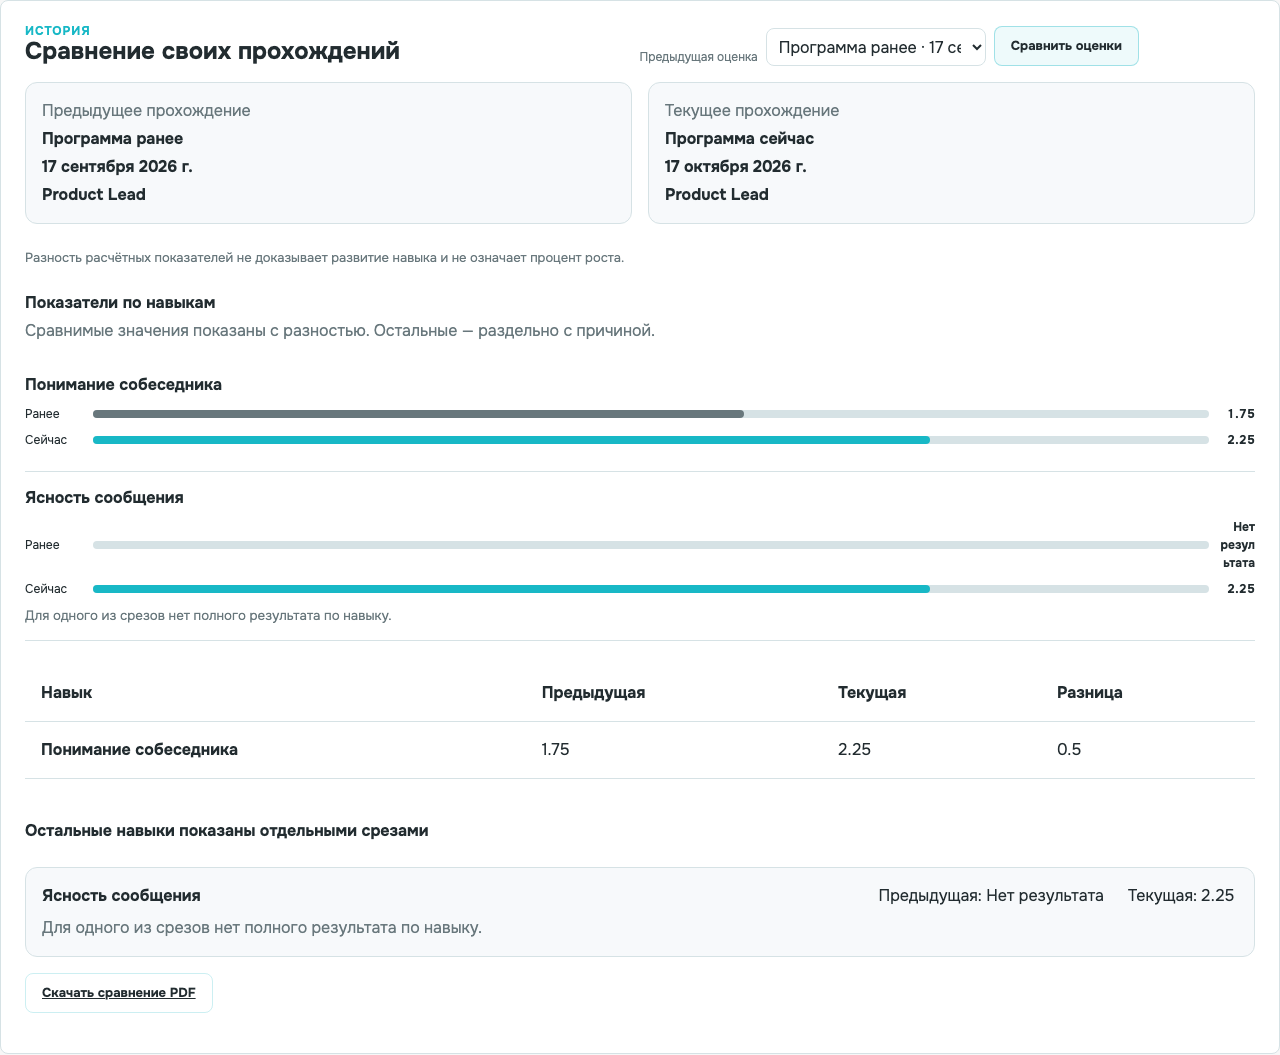 ИСТОРИЯ
Сравнение своих прохождений
Предыдущая оценка
Программа ранее · 17 се
Сравнить оценки
Предыдущее прохождение
Программа ранее
17 сентября 2026 г.
Product Lead
Текущее прохождение
Программа сейчас
17 октября 2026 г.
Product Lead
Разность расчётных показателей не доказывает развитие навыка и не означает процент роста.
Показатели по навыкам
Сравнимые значения показаны с разностью. Остальные — раздельно с причиной.
Понимание собеседника
Ранее 1.75
Сейчас 2.25
Ясность сообщения
Ранее
Нет
резул
ьтата
Сейчас 2.25
Для одного из срезов нет полного результата по навыку.
Навык Предыдущая Текущая Разница
Понимание собеседника 1.75 2.25 0.5
Остальные навыки показаны отдельными срезами
Ясность сообщения Предыдущая: Нет результата Текущая: 2.25
Для одного из срезов нет полного результата по навыку.
Скачать сравнение PDF